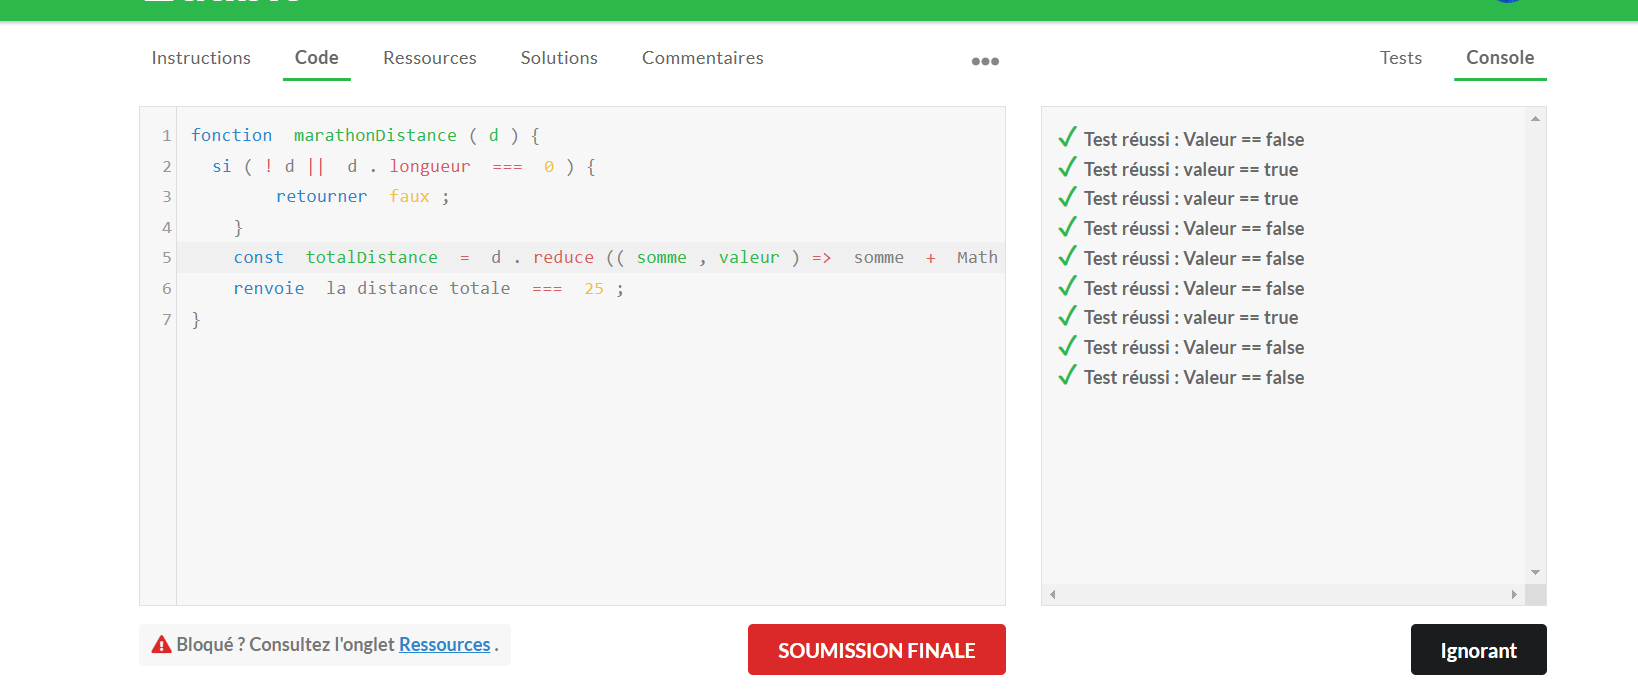 Instructions Code Ressources Solutions Commentaires ••• Tests Console
1 fonction marathonDistance ( d ) {
2 si ( ! d || d . longueur === 0 ) {
3 retourner faux ;
4 }
5 const totalDistance = d . reduce (( somme , valeur ) => somme + Math
6 renvoie la distance totale === 25 ;
7 }
Test réussi : Valeur == false
Test réussi : valeur == true
Test réussi : valeur == true
Test réussi : Valeur == false
Test réussi : Valeur == false
Test réussi : Valeur == false
Test réussi : valeur == true
Test réussi : Valeur == false
Test réussi : Valeur == false
Bloqué ? Consultez l'onglet Ressources .
SOUMISSION FINALE
Ignorant